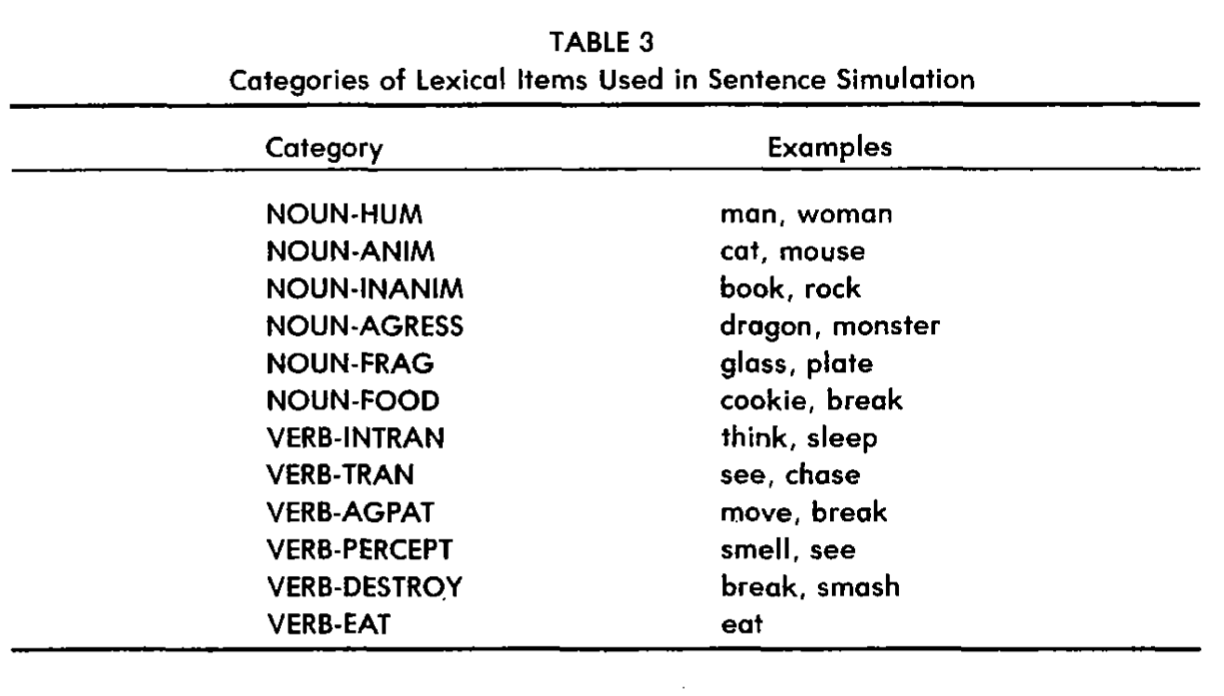 TABLE 3
Categories of Lexical Items Used in Sentence Simulation
Category Examples
NOUN-HUM man, woman
NOUN-ANIM cat, mouse
NOUN-INANIM book, rock
NOUN-AGRESS dragon, monster
NOUN-FRAG glass, plate
NOUN-FOOD cookie, break
VERB-INTRAN think, sleep
VERB-TRAN see, chase
VERB-AGPAT move, break
VERB-PERCEPT smell, see
VERB-DESTROY break, smash
VERB-EAT eat